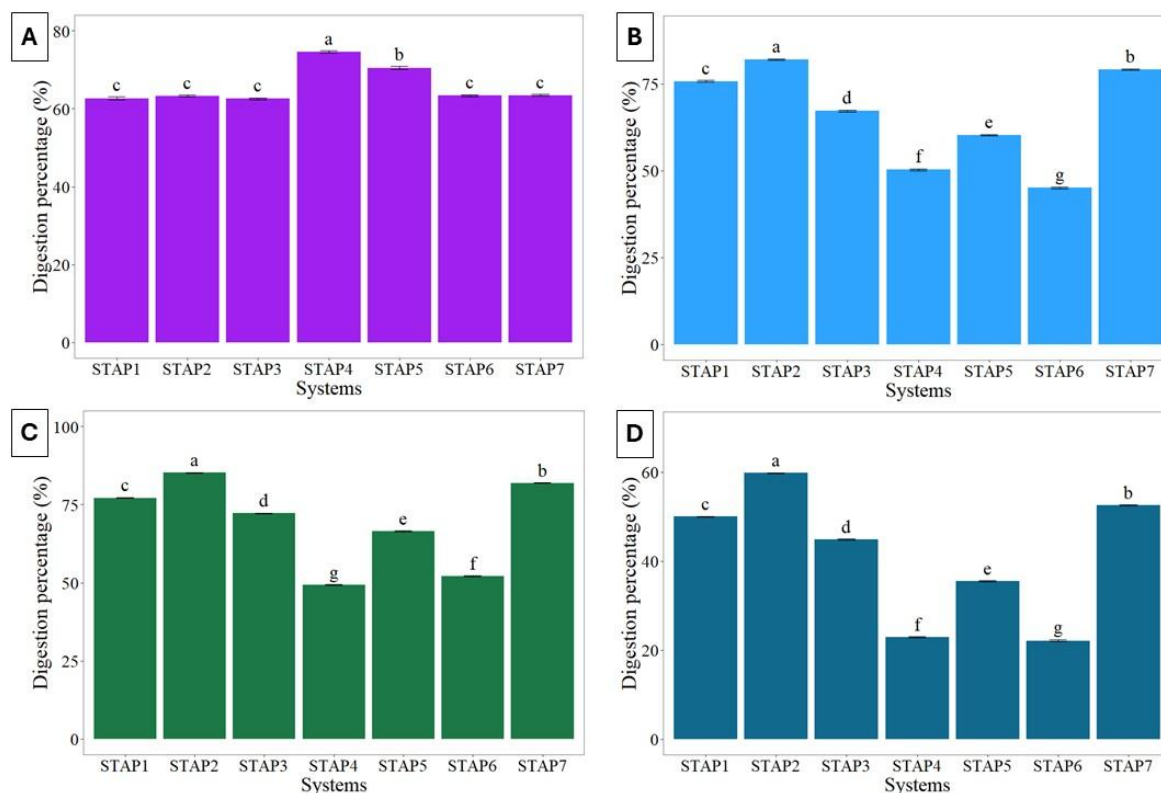 A
Digestion percentage (%)
80
60
40
20
0
c c c a b c c
STAP1 STAP2 STAP3 STAP4 STAP5 STAP6 STAP7
Systems
B
Digestion percentage (%)
75
50
25
0
c a d f e g b
STAP1 STAP2 STAP3 STAP4 STAP5 STAP6 STAP7
Systems
C
Digestion percentage (%)
100
75
50
25
0
c a d g e f b
STAP1 STAP2 STAP3 STAP4 STAP5 STAP6 STAP7
Systems
D
Digestion percentage (%)
60
40
20
0
c a d f e g b
STAP1 STAP2 STAP3 STAP4 STAP5 STAP6 STAP7
Systems